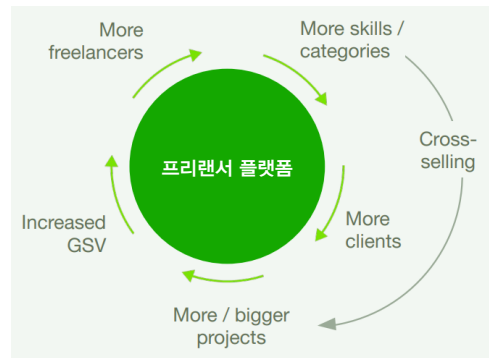 More
freelancers
More skills /
categories
Cross-
selling
프리랜서 플랫폼
Increased
GSV
More
clients
More / bigger
projects